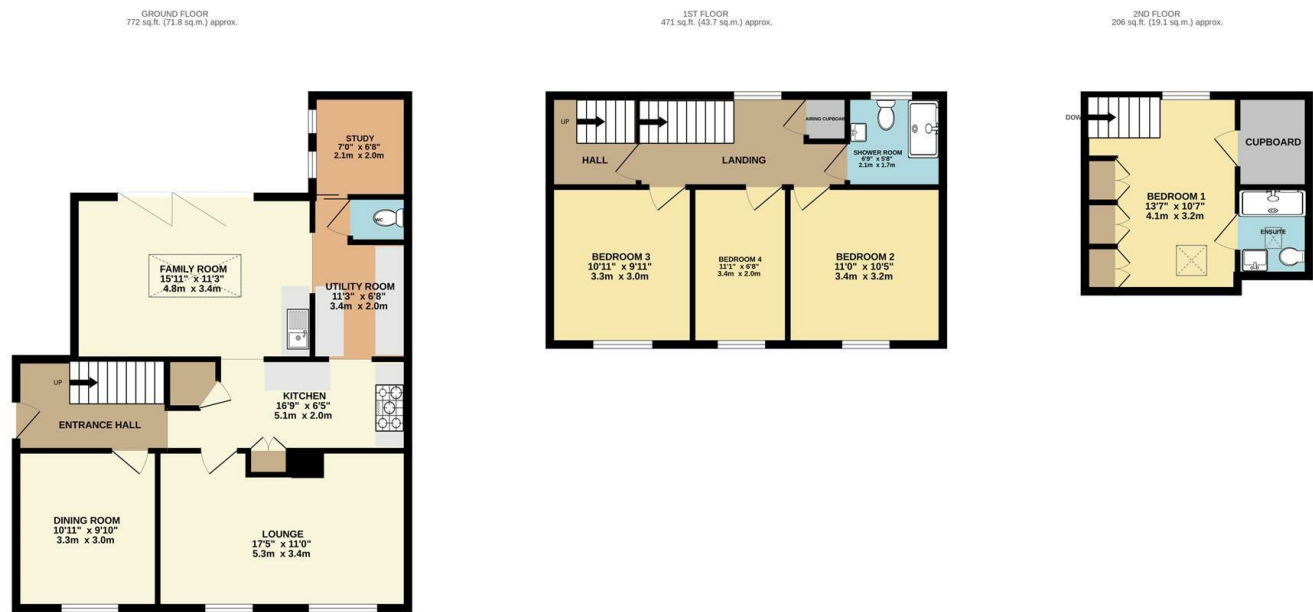 GROUND FLOOR
772 sq.ft. (71.8 sq.m.) approx.
STUDY
7'0" x 6'8"
2.1m x 2.0m
WC
FAMILY ROOM
15'11" x 11'3"
4.8m x 3.4m
UTILITY ROOM
11'3" x 6'8"
3.4m x 2.0m
UP
KITCHEN
16'9" x 6'5"
5.1m x 2.0m
ENTRANCE HALL
DINING ROOM
10'11" x 9'10"
3.3m x 3.0m
LOUNGE
17'5" x 11'0"
5.3m x 3.4m
1ST FLOOR
471 sq.ft. (43.7 sq.m.) approx.
UP
HALL
LANDING
AIRING CUPBOARD
SHOWER ROOM
6'9" x 5'8"
2.1m x 1.7m
BEDROOM 3
10'11" x 9'11"
3.3m x 3.0m
BEDROOM 4
11'1" x 6'8"
3.4m x 2.0m
BEDROOM 2
11'0" x 10'5"
3.4m x 3.2m
2ND FLOOR
206 sq.ft. (19.1 sq.m.) approx.
DOW
CUPBOARD
BEDROOM 1
13'7" x 10'7"
4.1m x 3.2m
ENSUITE